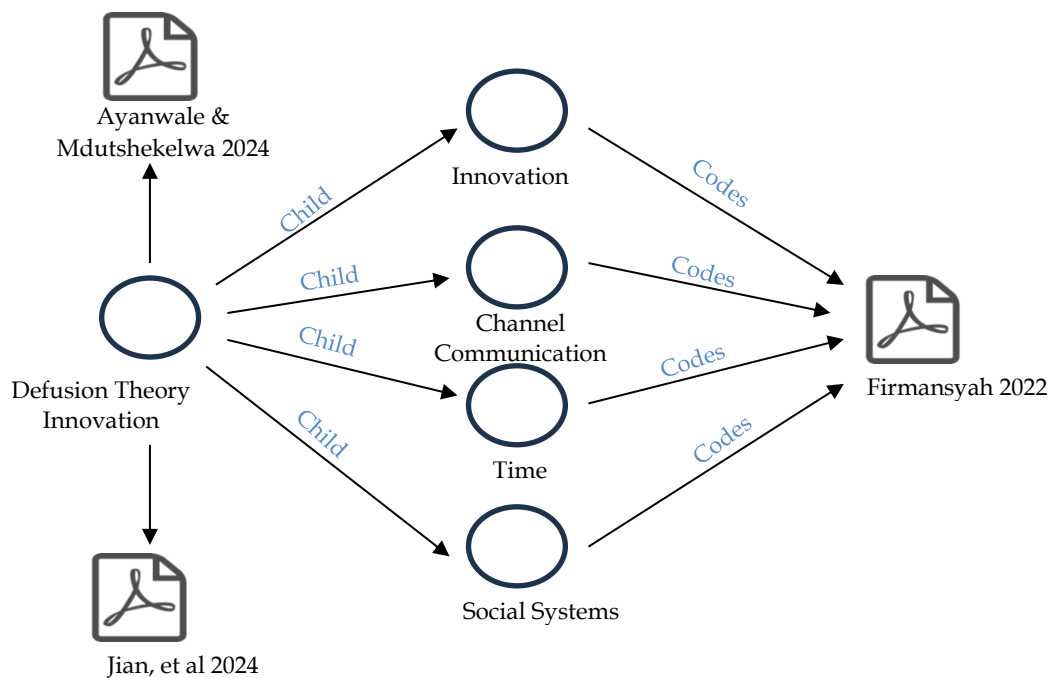 Ayanwale &
Mdutshekelwa 2024
Innovation
Child
Codes
Child
Codes
Channel
Communication
Child
Codes
Defusion Theory
Innovation
Firmansyah 2022
Child
Codes
Time
Social Systems
Jian, et al 2024